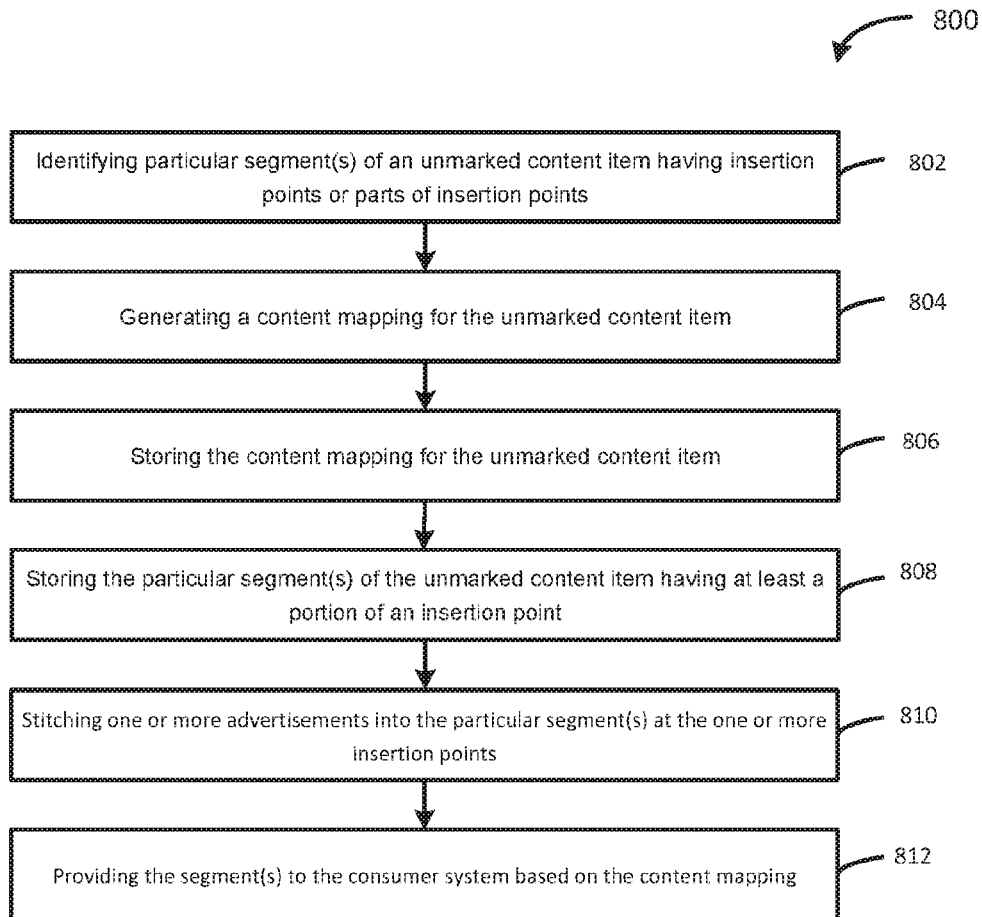 800
Identifying particular segment(s) of an unmarked content item having insertion
points or parts of insertion points
802
Generating a content mapping for the unmarked content item
804
Storing the content mapping for the unmarked content item
806
Storing the particular segment(s) of the unmarked content item having at least a
portion of an insertion point
808
Stitching one or more advertisements into the particular segment(s) at the one or more
insertion points
810
Providing the segment(s) to the consumer system based on the content mapping
812